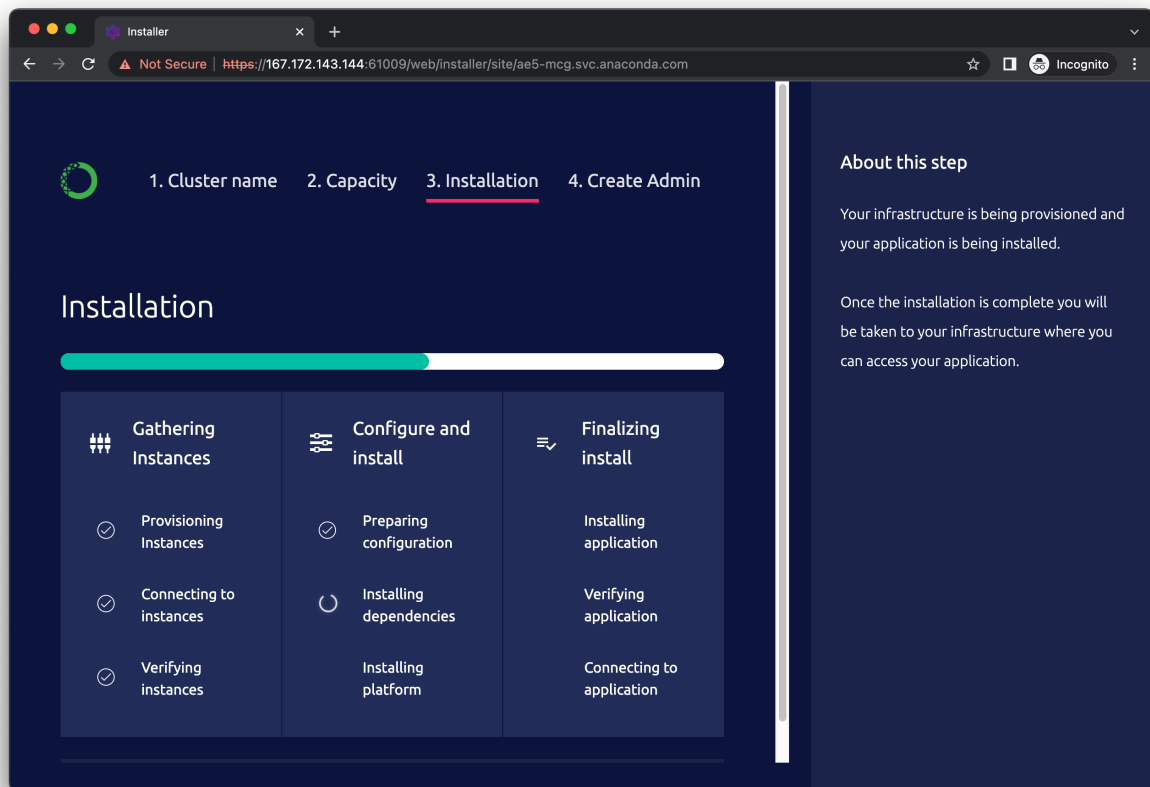 Installer
Not Secure | https://167.172.143.144:61009/web/installer/site/ae5-mcg.svc.anaconda.com
Incognito
1. Cluster name
2. Capacity
3. Installation
4. Create Admin
Installation
Gathering
Instances
Provisioning
Instances
Connecting to
instances
Verifying
instances
Configure and
install
Preparing
configuration
Installing
dependencies
Installing
platform
Finalizing
install
Installing
application
Verifying
application
Connecting to
application
About this step
Your infrastructure is being provisioned and
your application is being installed.
Once the installation is complete you will
be taken to your infrastructure where you
can access your application.